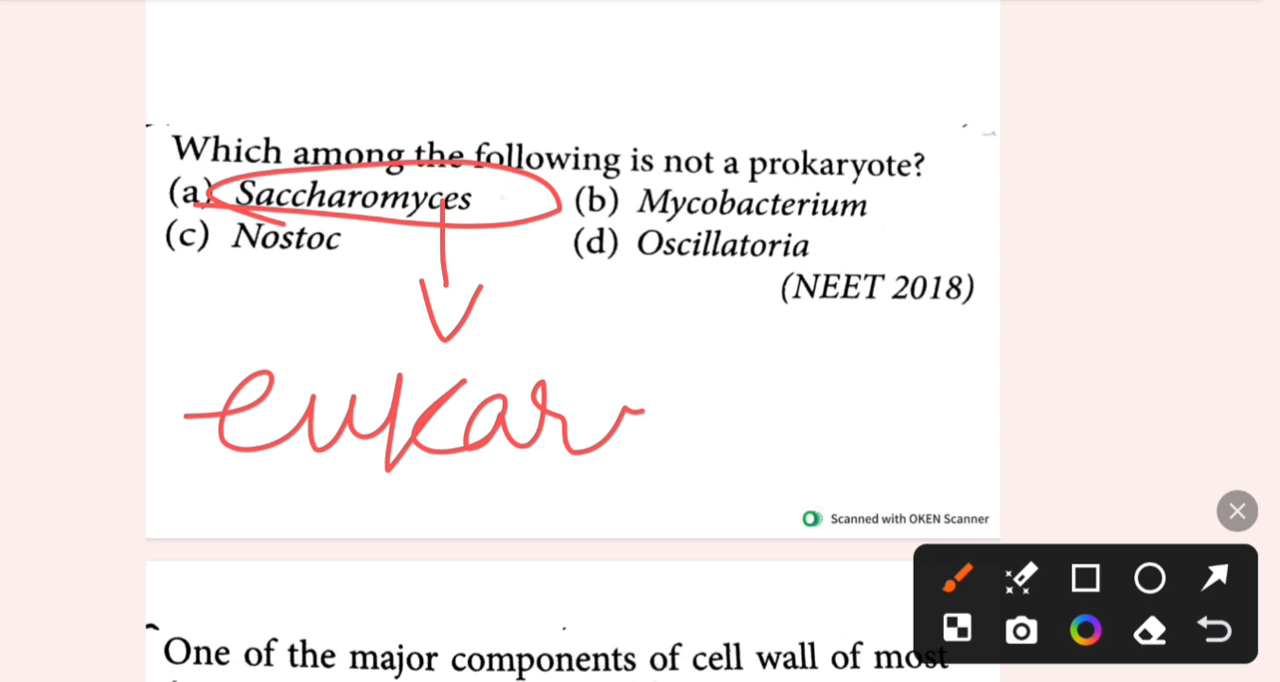 Which among the following is not a prokaryote?
(a) Saccharomyces (b) Mycobacterium
(c) Nostoc (d) Oscillatoria
(NEET 2018)
eukar
Scanned with OKEN Scanner
One of the major components of cell wall of most